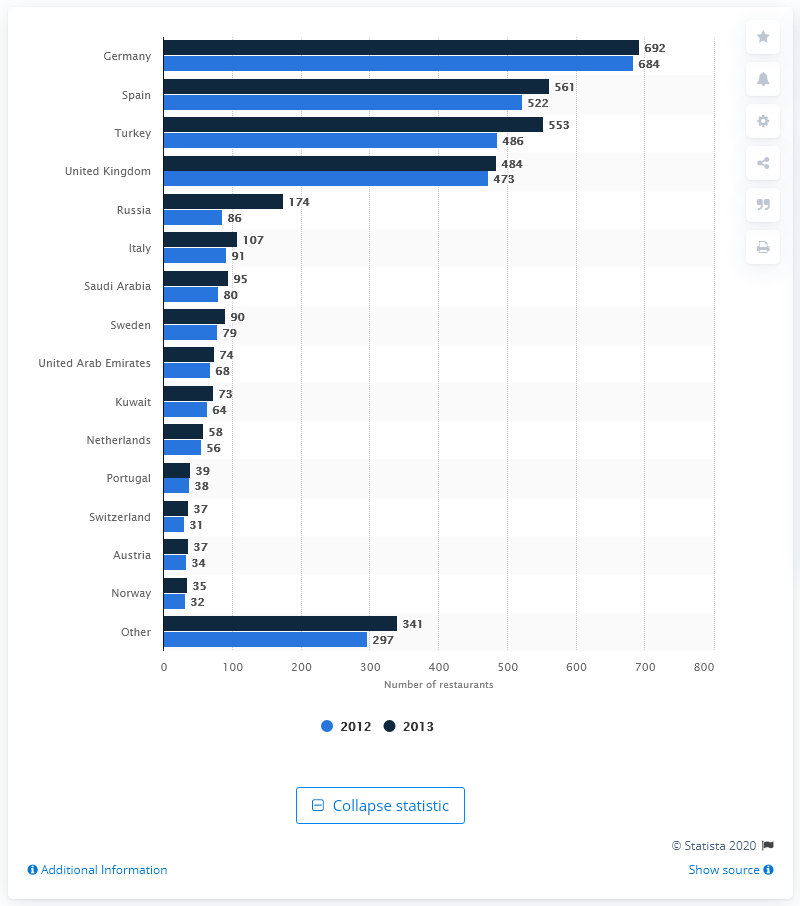 Germany 692
684
Spain 561
522
Turkey 553
486
United Kingdom 484
473
Russia 174
86
Italy 107
91
Saudi Arabia 95
80
Sweden 90
79
United Arab Emirates 74
68
Kuwait 73
64
Netherlands 58
56
Portugal 39
38
Switzerland 37
31
Austria 37
34
Norway 35
32
Other 341
297
0 100 200 300 400 500 600 700 800
Number of restaurants
2012 2013
Collapse statistic
© Statista 2020
Additional Information Show source